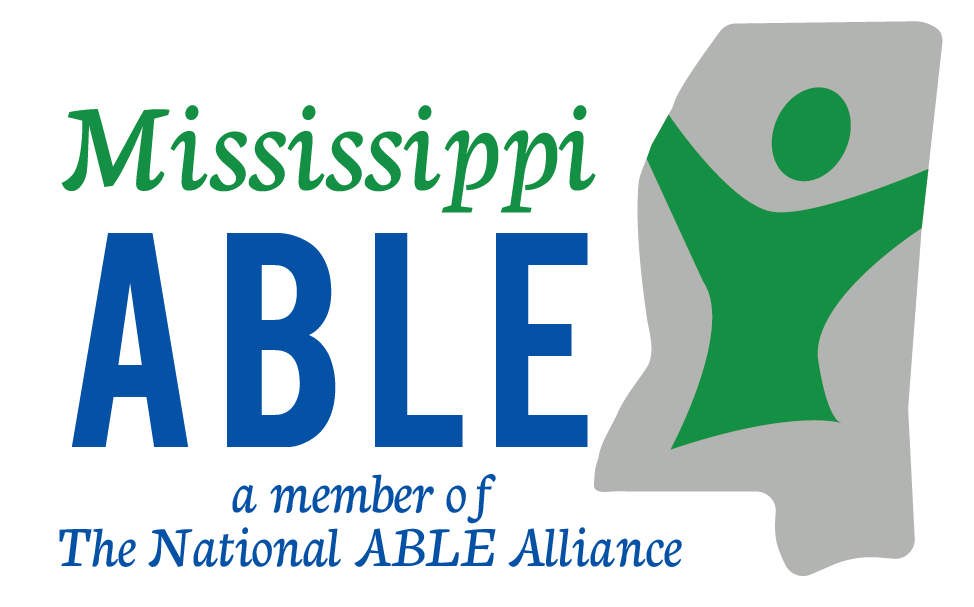 Mississippi
ABLE
a member of
The National ABLE Alliance